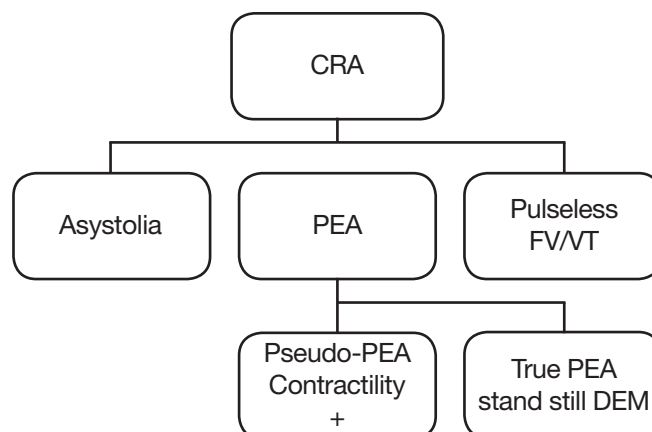 CRA
Asystolia
PEA
Pulseless
FV/VT
Pseudo-PEA
Contractility
+
True PEA
stand still DEM